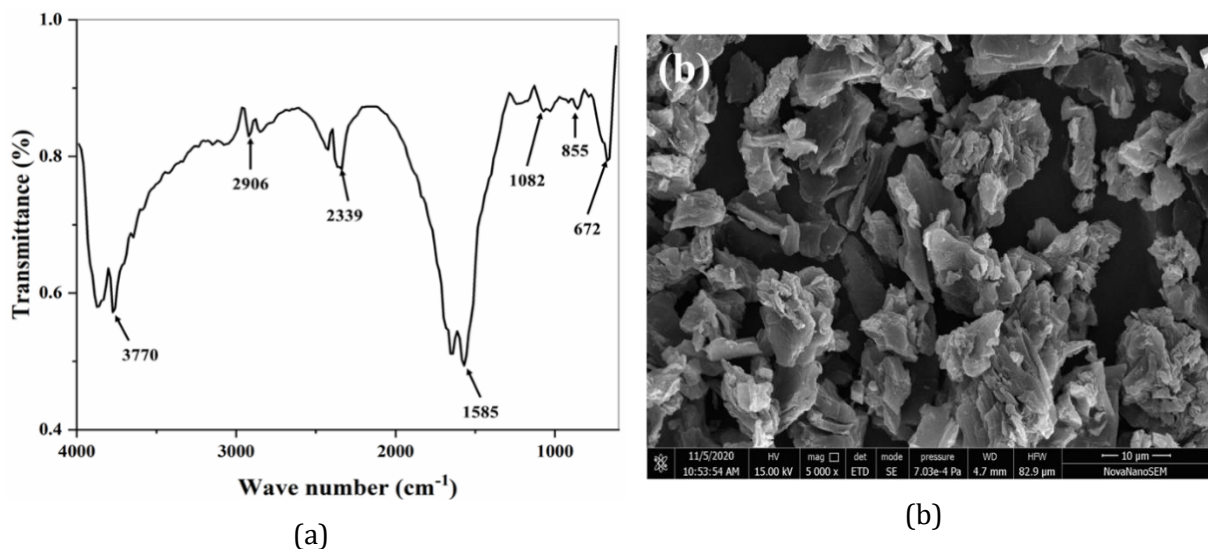 1.0
0.8
0.6
0.4
Transmittance (%)
3770
2906
2339
1585
1082
855
672
4000
3000
2000
1000
Wave number (cm⁻¹)
(a)
(b)
11/5/2020 HV mag □ det mode pressure WD HFW 10 µm
10:53:54 AM 15.00 kV 5 000 x ETD SE 7.03e-4 Pa 4.7 mm 82.9 µm NovaNanoSEM
(b)